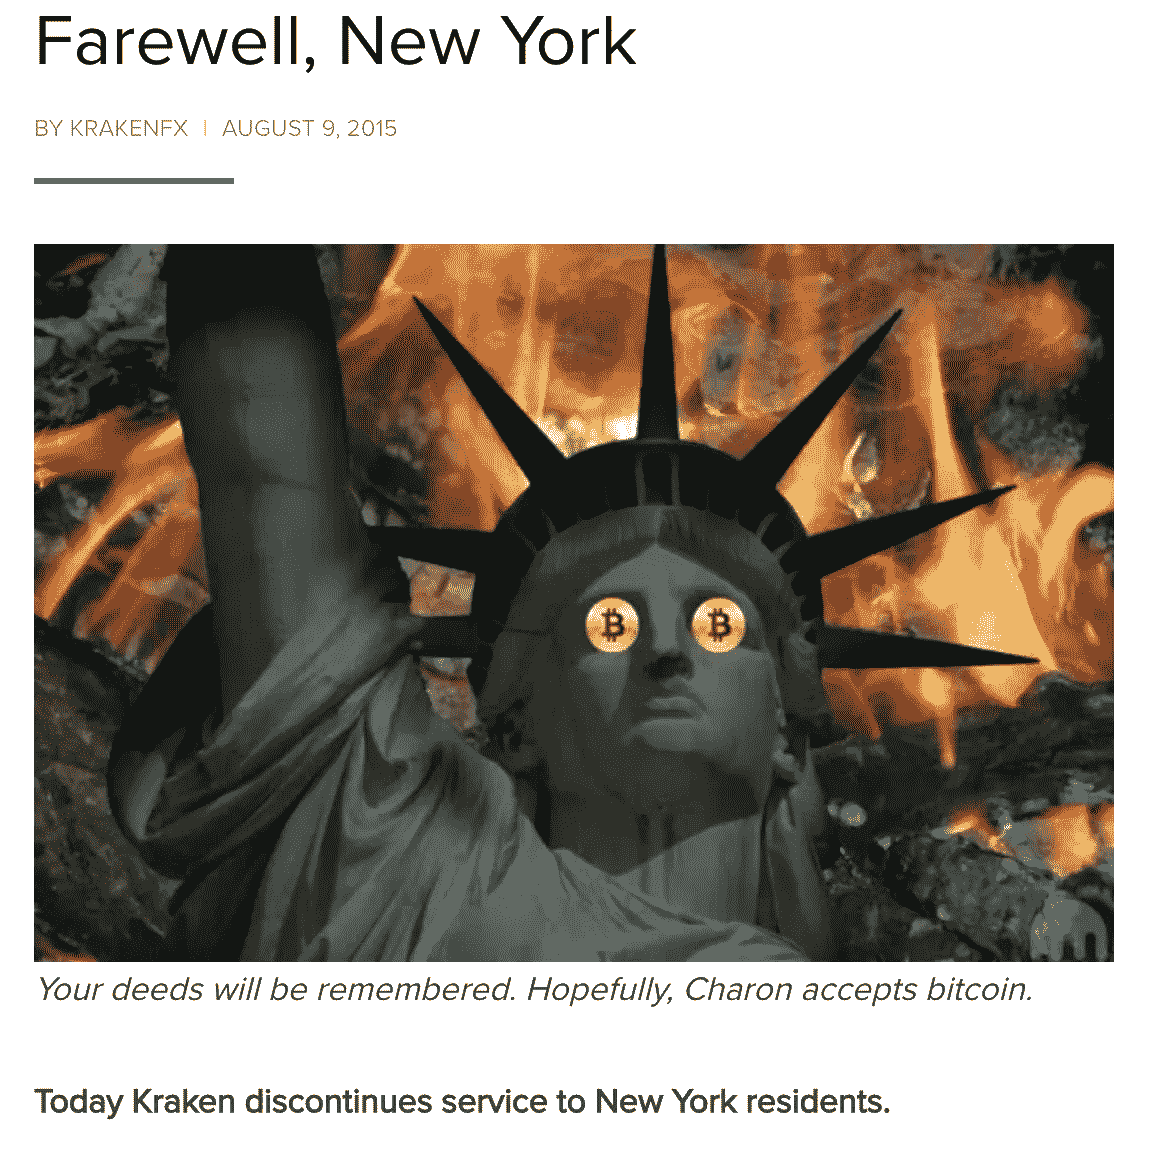 Farewell, New York
BY KRAKENFX | AUGUST 9, 2015
Your deeds will be remembered. Hopefully, Charon accepts bitcoin.
Today Kraken discontinues service to New York residents.